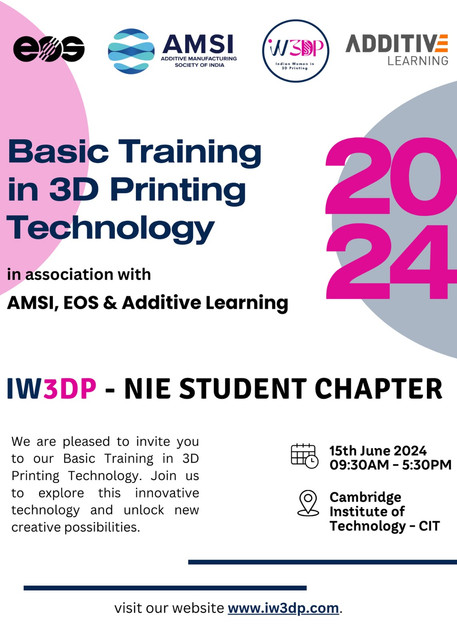 eos
AMSI
ADDITIVE MANUFACTURING
SOCIETY OF INDIA
iW3DP
Indian Women in
3D Printing
ADDITIVE
LEARNING
Basic Training
in 3D Printing
Technology
2024
in association with
AMSI, EOS & Additive Learning
IW3DP - NIE STUDENT CHAPTER
We are pleased to invite you
to our Basic Training in 3D
Printing Technology. Join us
to explore this innovative
technology and unlock new
creative possibilities.
15th June 2024
09:30AM - 5:30PM
Cambridge
Institute of
Technology - CIT
visit our website www.iw3dp.com.